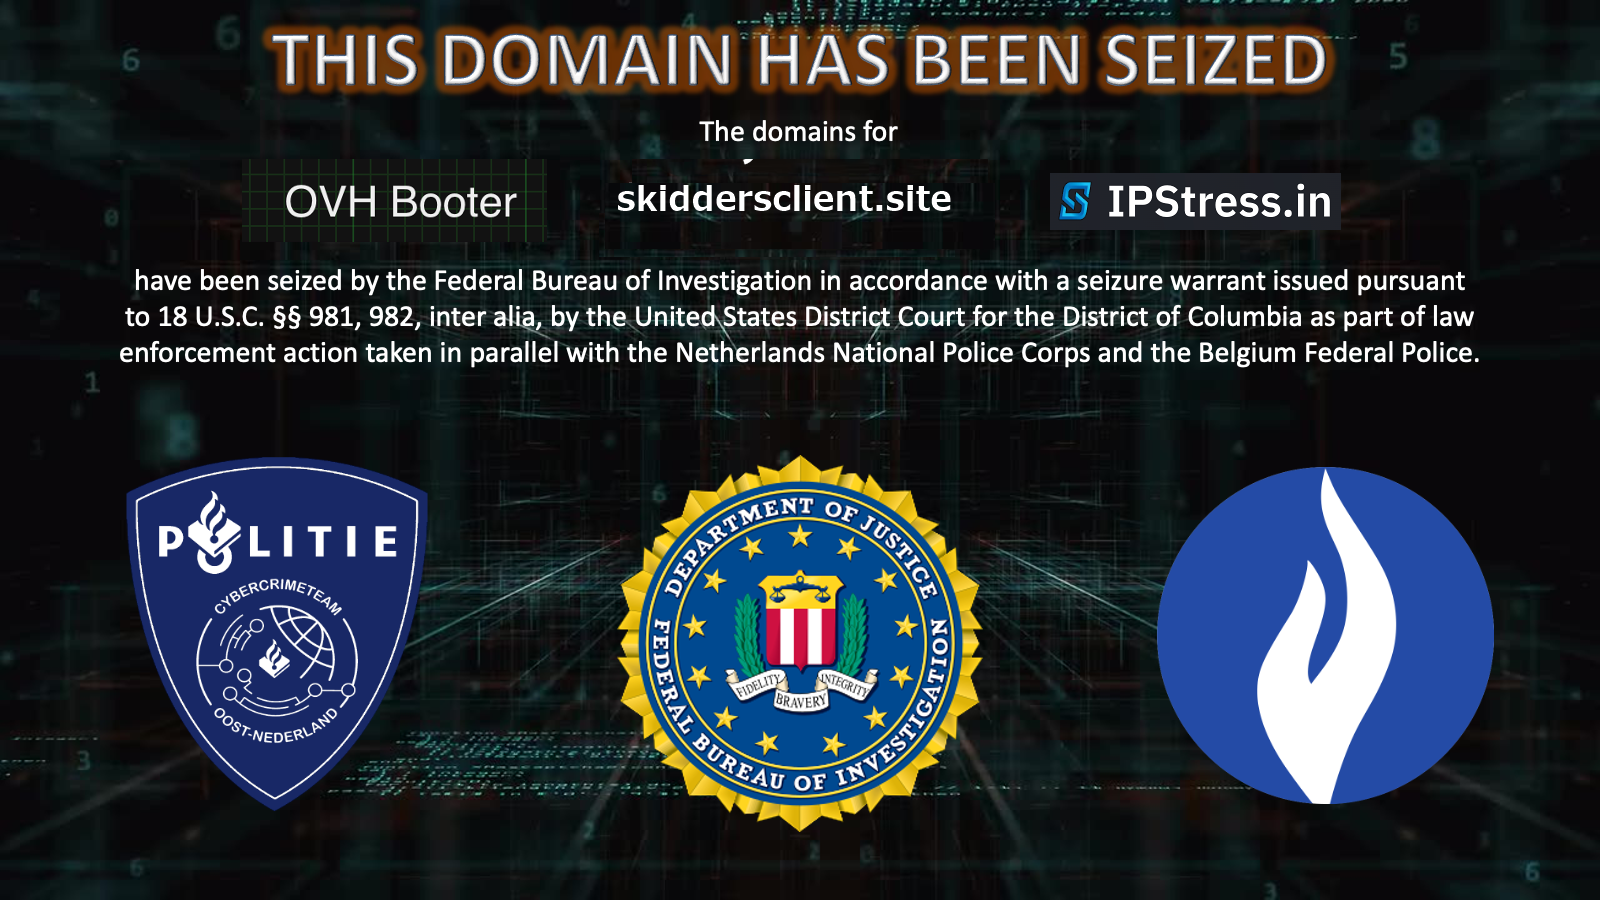 THIS DOMAIN HAS BEEN SEIZED
The domains for
OVH Booter
skiddersclient.site
IPStress.in
have been seized by the Federal Bureau of Investigation in accordance with a seizure warrant issued pursuant
to 18 U.S.C. §§ 981, 982, inter alia, by the United States District Court for the District of Columbia as part of law
enforcement action taken in parallel with the Netherlands National Police Corps and the Belgium Federal Police.
POLITIE
CYBERCRIMETEAM
OOST-NEDERLAND
DEPARTMENT OF JUSTICE
FEDERAL BUREAU OF INVESTIGATION
FIDELITY
BRAVERY
INTEGRITY